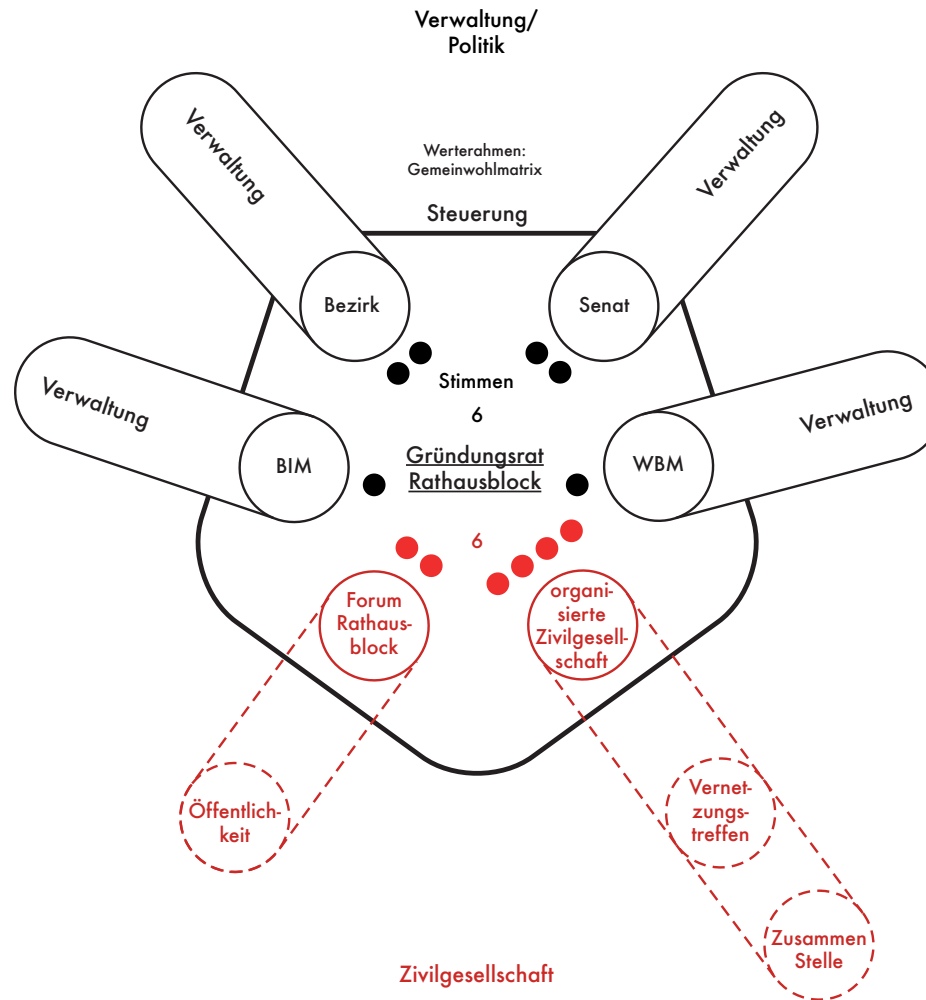 Verwaltung/
Politik
Verwaltung
Verwaltung
Werterahmen:
Gemeinwohlmatrix
Steuerung
Bezirk
Senat
Stimmen
6
Verwaltung
Verwaltung
BIM
WBM
Gründungsrat
Rathausblock
6
Forum
Rathaus-
block
organi-
sierte
Zivilgesell-
schaft
Öffentlich-
keit
Vernet-
zungs-
treffen
Zusammen
Stelle
Zivilgesellschaft